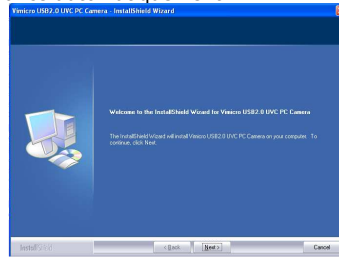 Vimicro USB2.0 UVC PC Camera - InstallShield Wizard
Welcome to the InstallShield Wizard for Vimicro USB2.0 UVC PC Camera
The InstallShield Wizard will install Vimicro USB2.0 UVC PC Camera on your computer. To
continue, click Next.
InstallShield
< Back
Next >
Cancel